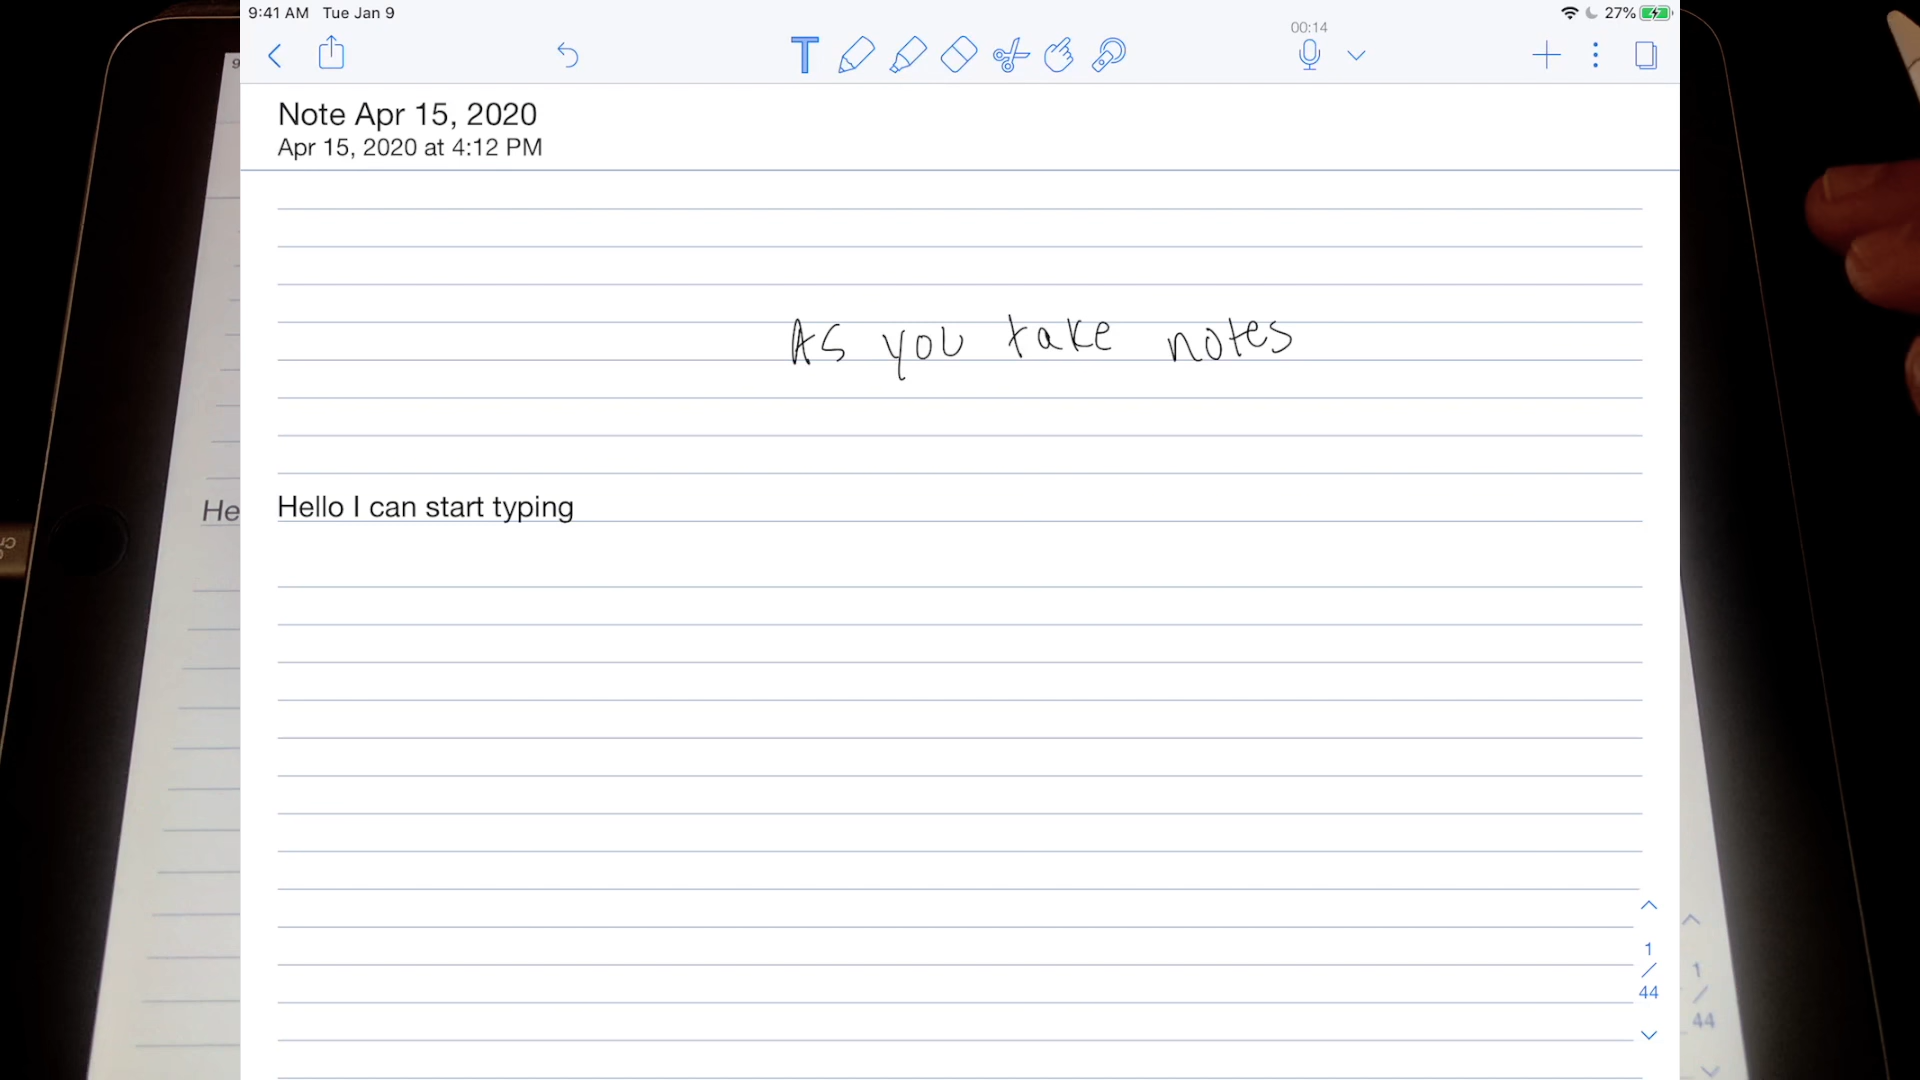 9:41 AM Tue Jan 9
27%
00:14
T
Note Apr 15, 2020
Apr 15, 2020 at 4:12 PM
As you take notes
He
Hello I can start typing
1
/
44
1
/
44